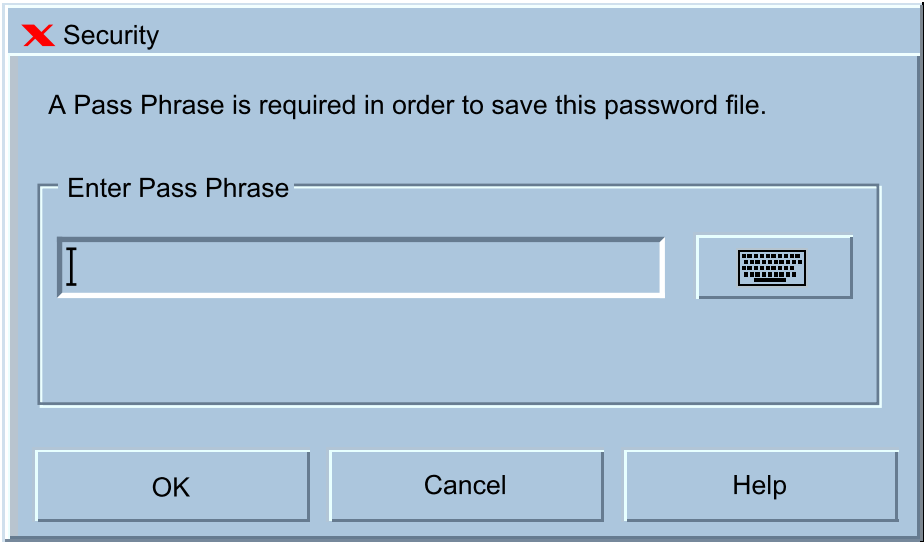 Security
A Pass Phrase is required in order to save this password file.
Enter Pass Phrase
OK
Cancel
Help